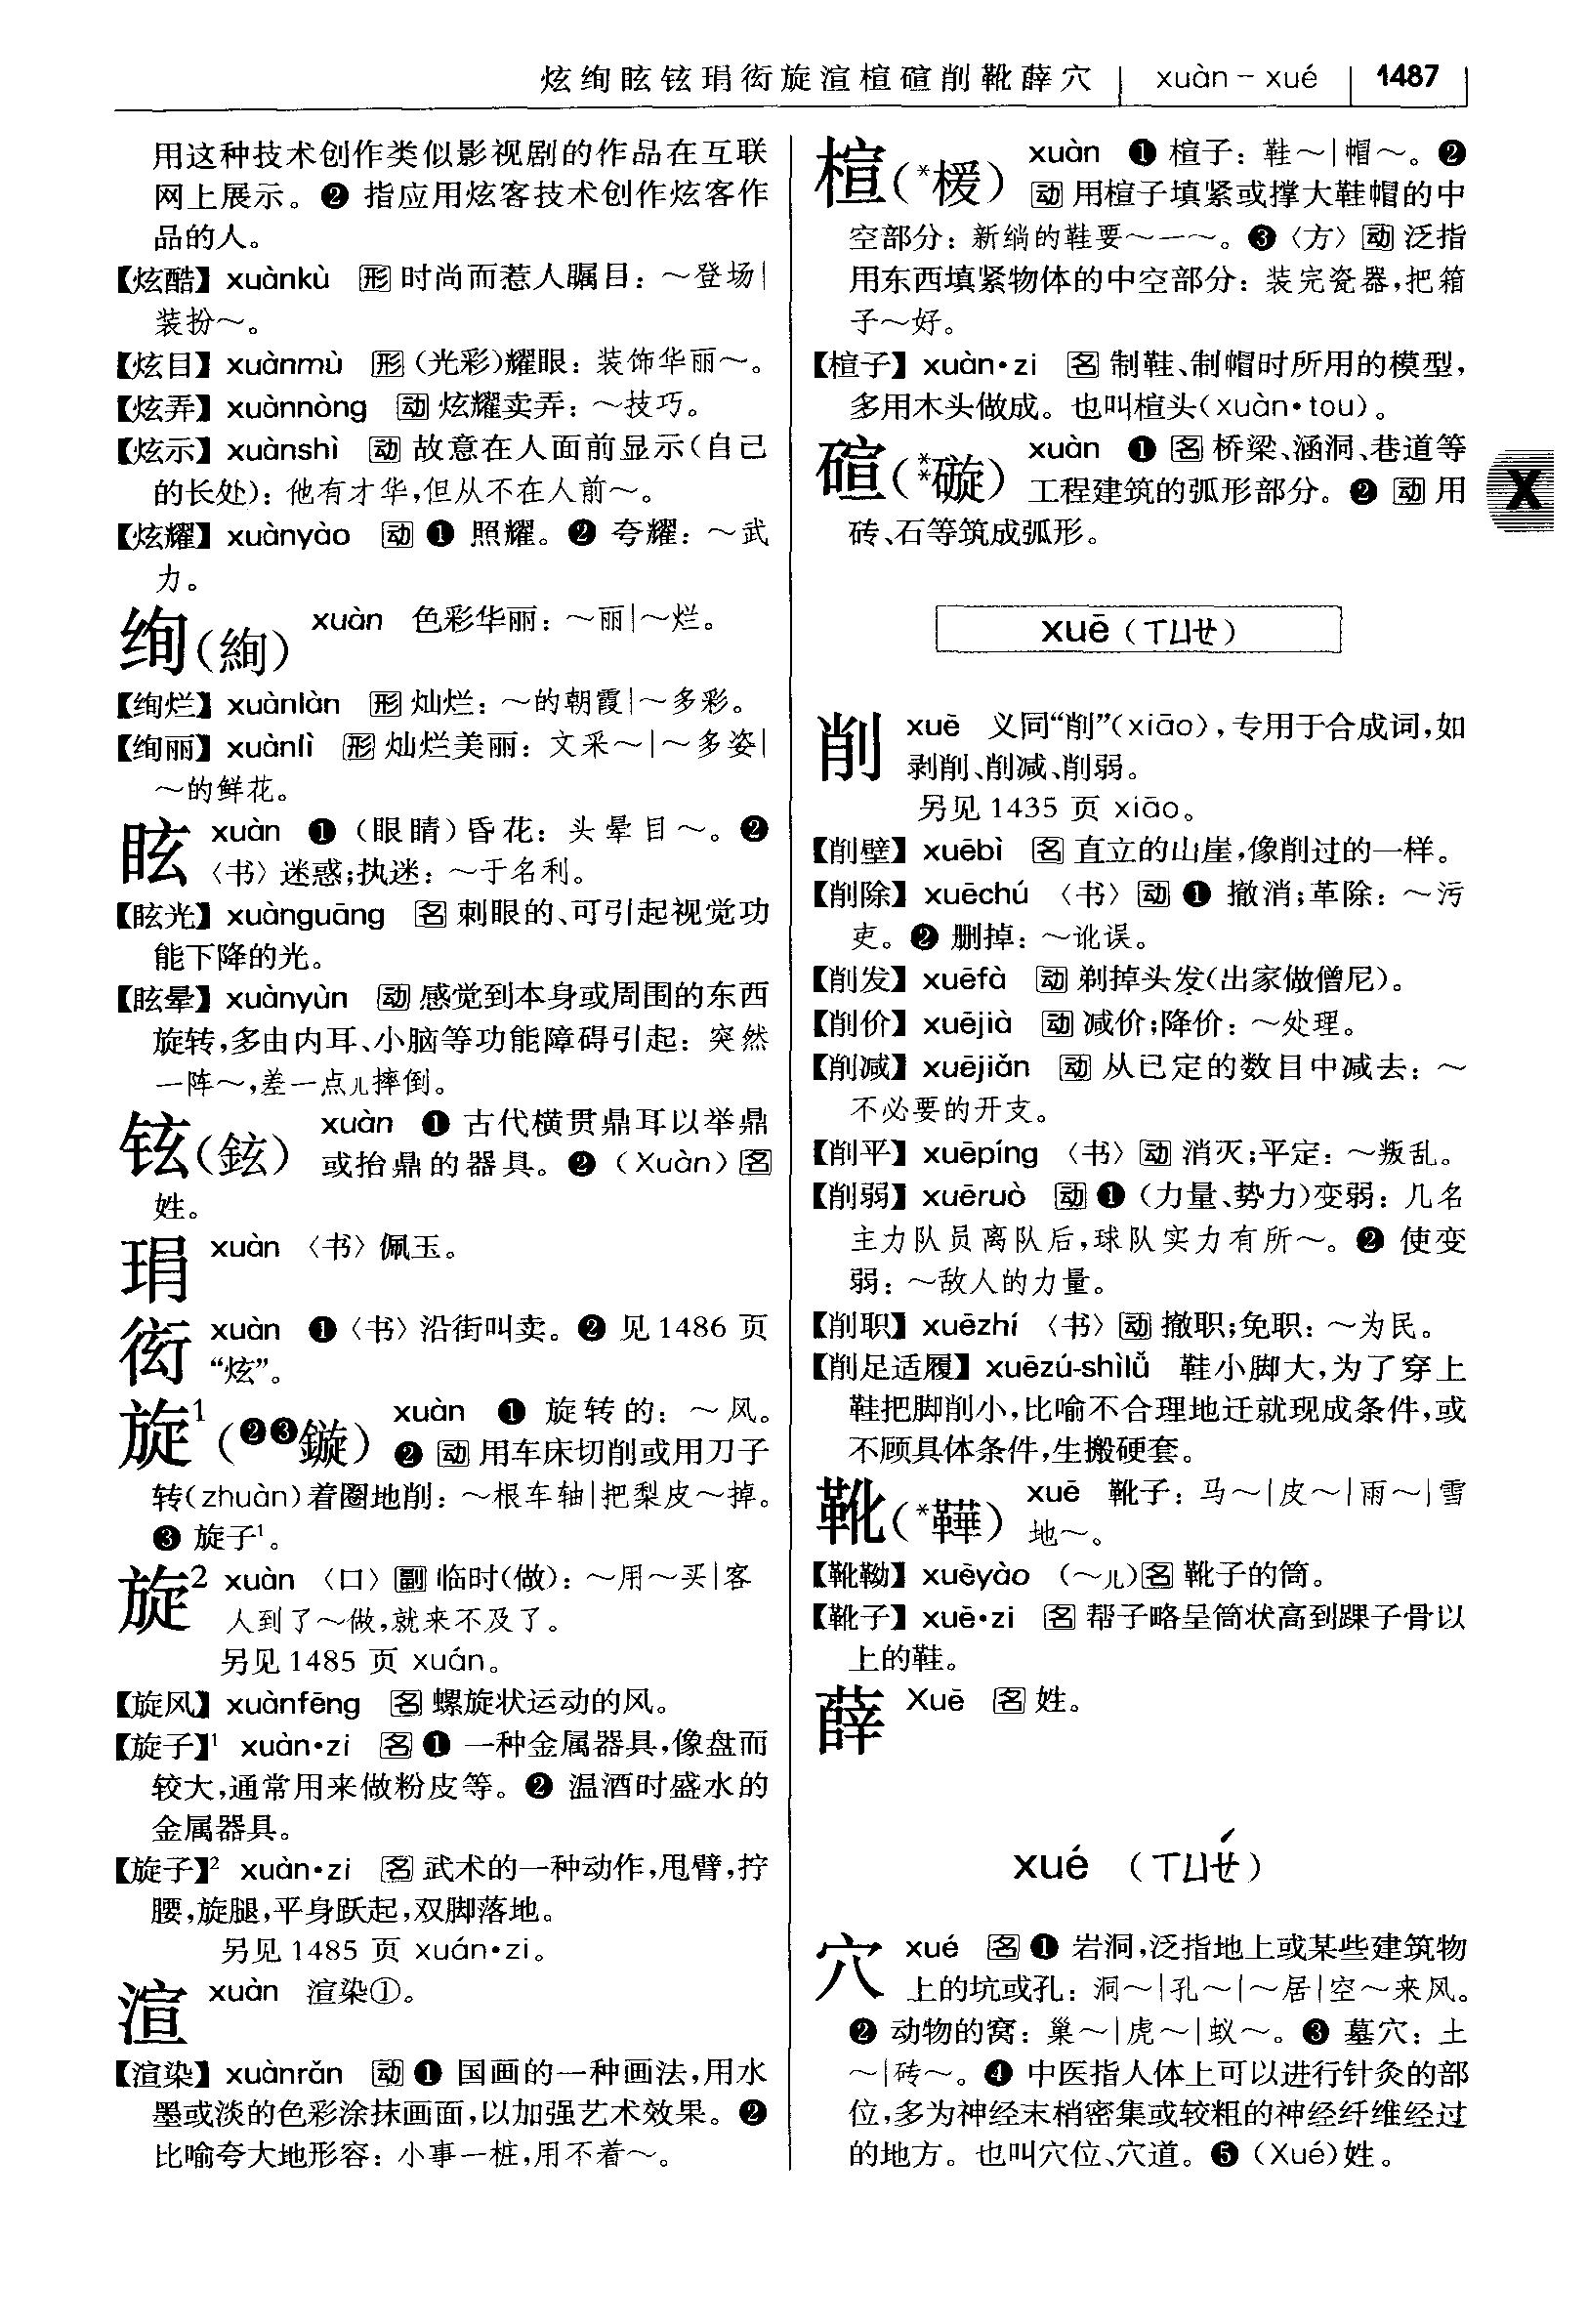 炫绚眩铉琄衒旋渲楦碹削靴薛穴 | xuàn – xué | 1487
用这种技术创作类似影视剧的作品在互联
网上展示。❷ 指应用炫客技术创作炫客作
品的人。
【炫酷】xuànkù 形 时尚而惹人瞩目：～登场|
装扮～。
【炫目】xuànmù 形 (光彩)耀眼：装饰华丽～。
【炫弄】xuànnòng 动 炫耀卖弄：～技巧。
【炫示】xuànshì 动 故意在人面前显示(自己
的长处)：他有才华,但从不在人前～。
【炫耀】xuànyào 动 ❶ 照耀。❷ 夸耀：～武
力。
绚(絢) xuàn 色彩华丽：～丽|～烂。
【绚烂】xuànlàn 形 灿烂：～的朝霞|～多彩。
【绚丽】xuànlì 形 灿烂美丽：文采～|～多姿|
～的鲜花。
眩 xuàn ❶ (眼睛)昏花：头晕目～。❷
〈书〉迷惑;执迷：～于名利。
【眩光】xuànguāng 名 刺眼的、可引起视觉功
能下降的光。
【眩晕】xuànyùn 动 感觉到本身或周围的东西
旋转,多由内耳、小脑等功能障碍引起：突然
一阵～,差一点儿摔倒。
铉(鉉) xuàn ❶ 古代横贯鼎耳以举鼎
或抬鼎的器具。❷ (Xuàn) 名
姓。
琄 xuàn 〈书〉佩玉。
衒 xuàn ❶〈书〉沿街叫卖。❷ 见1486 页
“炫”。
旋¹(❷❸鏇) xuàn ❶ 旋转的：～风。
❷ 动 用车床切削或用刀子
转(zhuàn)着圈地削：～根车轴|把梨皮～掉。
❸ 旋子¹。
旋² xuàn 〈口〉副 临时(做)：～用～买|客
人到了～做,就来不及了。
另见1485 页 xuán。
【旋风】xuànfēng 名 螺旋状运动的风。
【旋子】¹ xuàn•zi 名 ❶ 一种金属器具,像盘而
较大,通常用来做粉皮等。❷ 温酒时盛水的
金属器具。
【旋子】² xuàn•zi 名 武术的一种动作,甩臂,拧
腰,旋腿,平身跃起,双脚落地。
另见1485 页 xuán•zi。
渲 xuàn 渲染①。
【渲染】xuànrǎn 动 ❶ 国画的一种画法,用水
墨或淡的色彩涂抹画面,以加强艺术效果。❷
比喻夸大地形容：小事一桩,用不着～。
楦(*楥) xuàn ❶ 楦子：鞋～|帽～。❷
动 用楦子填紧或撑大鞋帽的中
空部分：新绱的鞋要～一～。❸〈方〉动 泛指
用东西填紧物体的中空部分：装完瓷器,把箱
子～好。
【楦子】xuàn•zi 名 制鞋、制帽时所用的模型,
多用木头做成。也叫楦头(xuàn•tou)。
碹(**镟) xuàn ❶ 名 桥梁、涵洞、巷道等
工程建筑的弧形部分。❷ 动 用
砖、石等筑成弧形。
X
xuē (ㄒㄩㄝ)
削 xuē 义同“削”(xiāo),专用于合成词,如
剥削、削减、削弱。
另见1435 页 xiāo。
【削壁】xuēbì 名 直立的山崖,像削过的一样。
【削除】xuēchú 〈书〉动 ❶ 撤消;革除：～污
吏。❷ 删掉：～讹误。
【削发】xuēfà 动 剃掉头发(出家做僧尼)。
【削价】xuējià 动 减价;降价：～处理。
【削减】xuējiǎn 动 从已定的数目中减去：～
不必要的开支。
【削平】xuēpíng 〈书〉动 消灭;平定：～叛乱。
【削弱】xuēruò 动 ❶ (力量、势力)变弱：几名
主力队员离队后,球队实力有所～。❷ 使变
弱：～敌人的力量。
【削职】xuēzhí 〈书〉动 撤职;免职：～为民。
【削足适履】xuēzú-shìlǚ 鞋小脚大,为了穿上
鞋把脚削小,比喻不合理地迁就现成条件,或
不顾具体条件,生搬硬套。
靴(*鞾) xuē 靴子：马～|皮～|雨～|雪
地～。
【靴靿】xuēyào (～儿)名 靴子的筒。
【靴子】xuē•zi 名 帮子略呈筒状高到踝子骨以
上的鞋。
薛 Xuē 名 姓。
xué (ㄒㄩㄝˊ)
穴 xué 名 ❶ 岩洞,泛指地上或某些建筑物
上的坑或孔：洞～|孔～|～居|空～来风。
❷ 动物的窝：巢～|虎～|蚁～。❸ 墓穴：土
～|砖～。❹ 中医指人体上可以进行针灸的部
位,多为神经末梢密集或较粗的神经纤维经过
的地方。也叫穴位、穴道。❺ (Xué)姓。